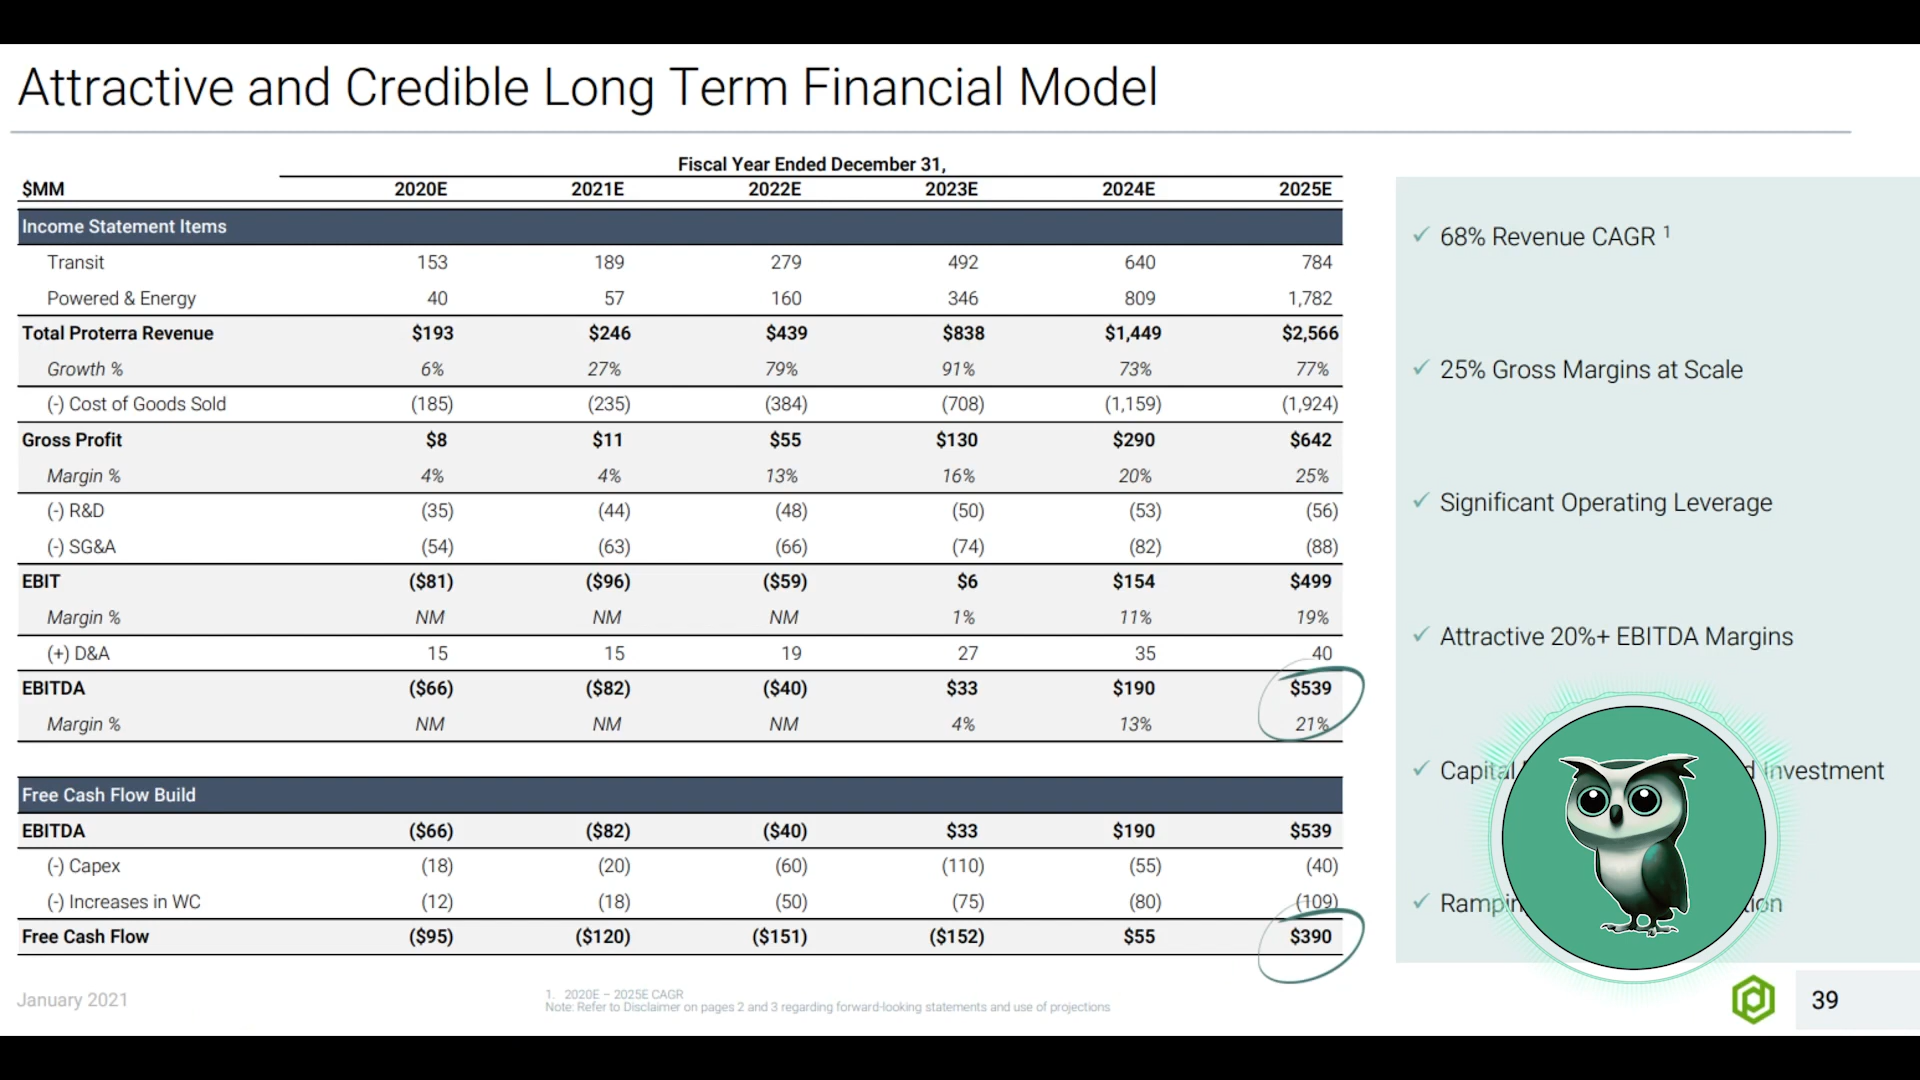 Attractive and Credible Long Term Financial Model
Fiscal Year Ended December 31,
$MM 2020E 2021E 2022E 2023E 2024E 2025E
Income Statement Items
Transit 153 189 279 492 640 784
Powered & Energy 40 57 160 346 809 1,782
Total Proterra Revenue $193 $246 $439 $838 $1,449 $2,566
Growth % 6% 27% 79% 91% 73% 77%
(-) Cost of Goods Sold (185) (235) (384) (708) (1,159) (1,924)
Gross Profit $8 $11 $55 $130 $290 $642
Margin % 4% 4% 13% 16% 20% 25%
(-) R&D (35) (44) (48) (50) (53) (56)
(-) SG&A (54) (63) (66) (74) (82) (88)
EBIT ($81) ($96) ($59) $6 $154 $499
Margin % NM NM NM 1% 11% 19%
(+) D&A 15 15 19 27 35 40
EBITDA ($66) ($82) ($40) $33 $190 $539
Margin % NM NM NM 4% 13% 21%
Free Cash Flow Build
EBITDA ($66) ($82) ($40) $33 $190 $539
(-) Capex (18) (20) (60) (110) (55) (40)
(-) Increases in WC (12) (18) (50) (75) (80) (109)
Free Cash Flow ($95) ($120) ($151) ($152) $55 $390
✓ 68% Revenue CAGR 1
✓ 25% Gross Margins at Scale
✓ Significant Operating Leverage
✓ Attractive 20%+ EBITDA Margins
✓ Capital Investment
✓
January 2021
1. 2020E – 2025E CAGR
Note: Refer to Disclaimer on pages 2 and 3 regarding forward-looking statements and use of projections
39